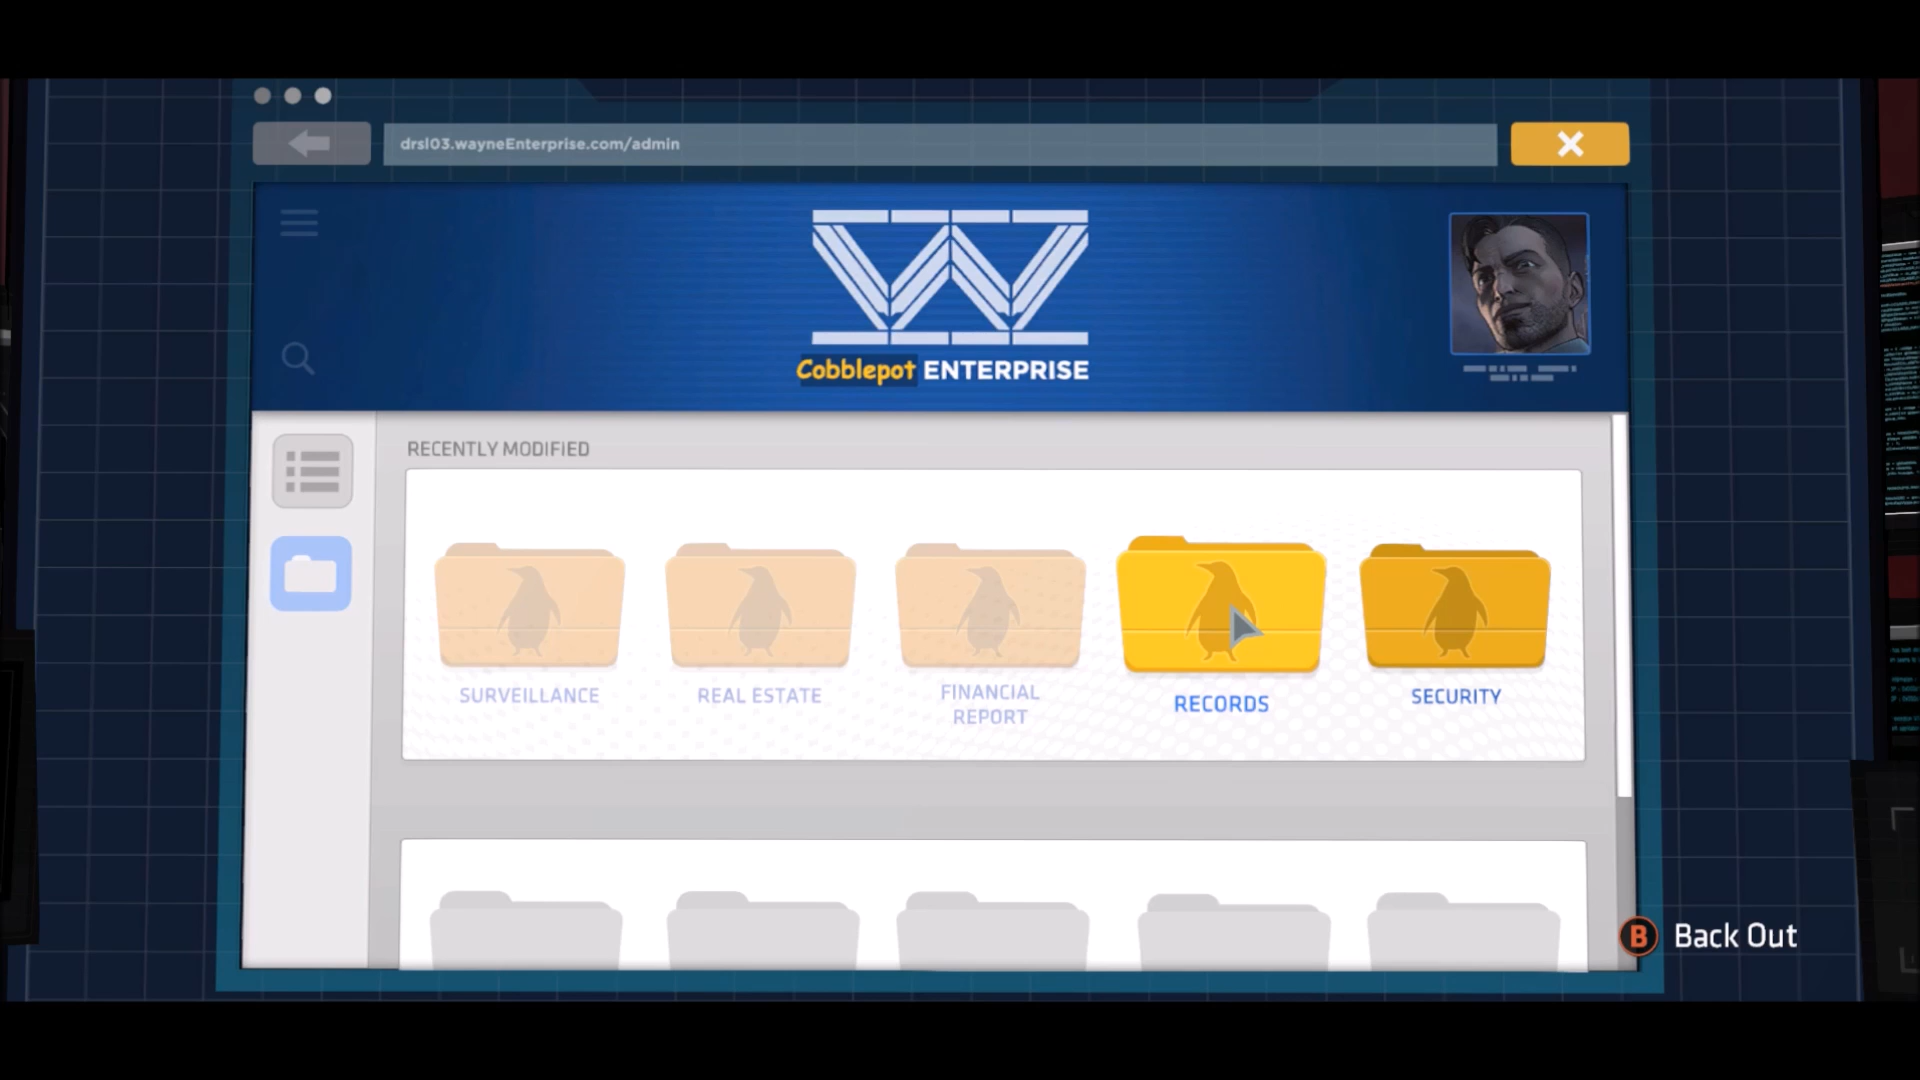 drsl03.wayneEnterprise.com/admin
Cobblepot ENTERPRISE
RECENTLY MODIFIED
SURVEILLANCE
REAL ESTATE
FINANCIAL
REPORT
RECORDS
SECURITY
B Back Out